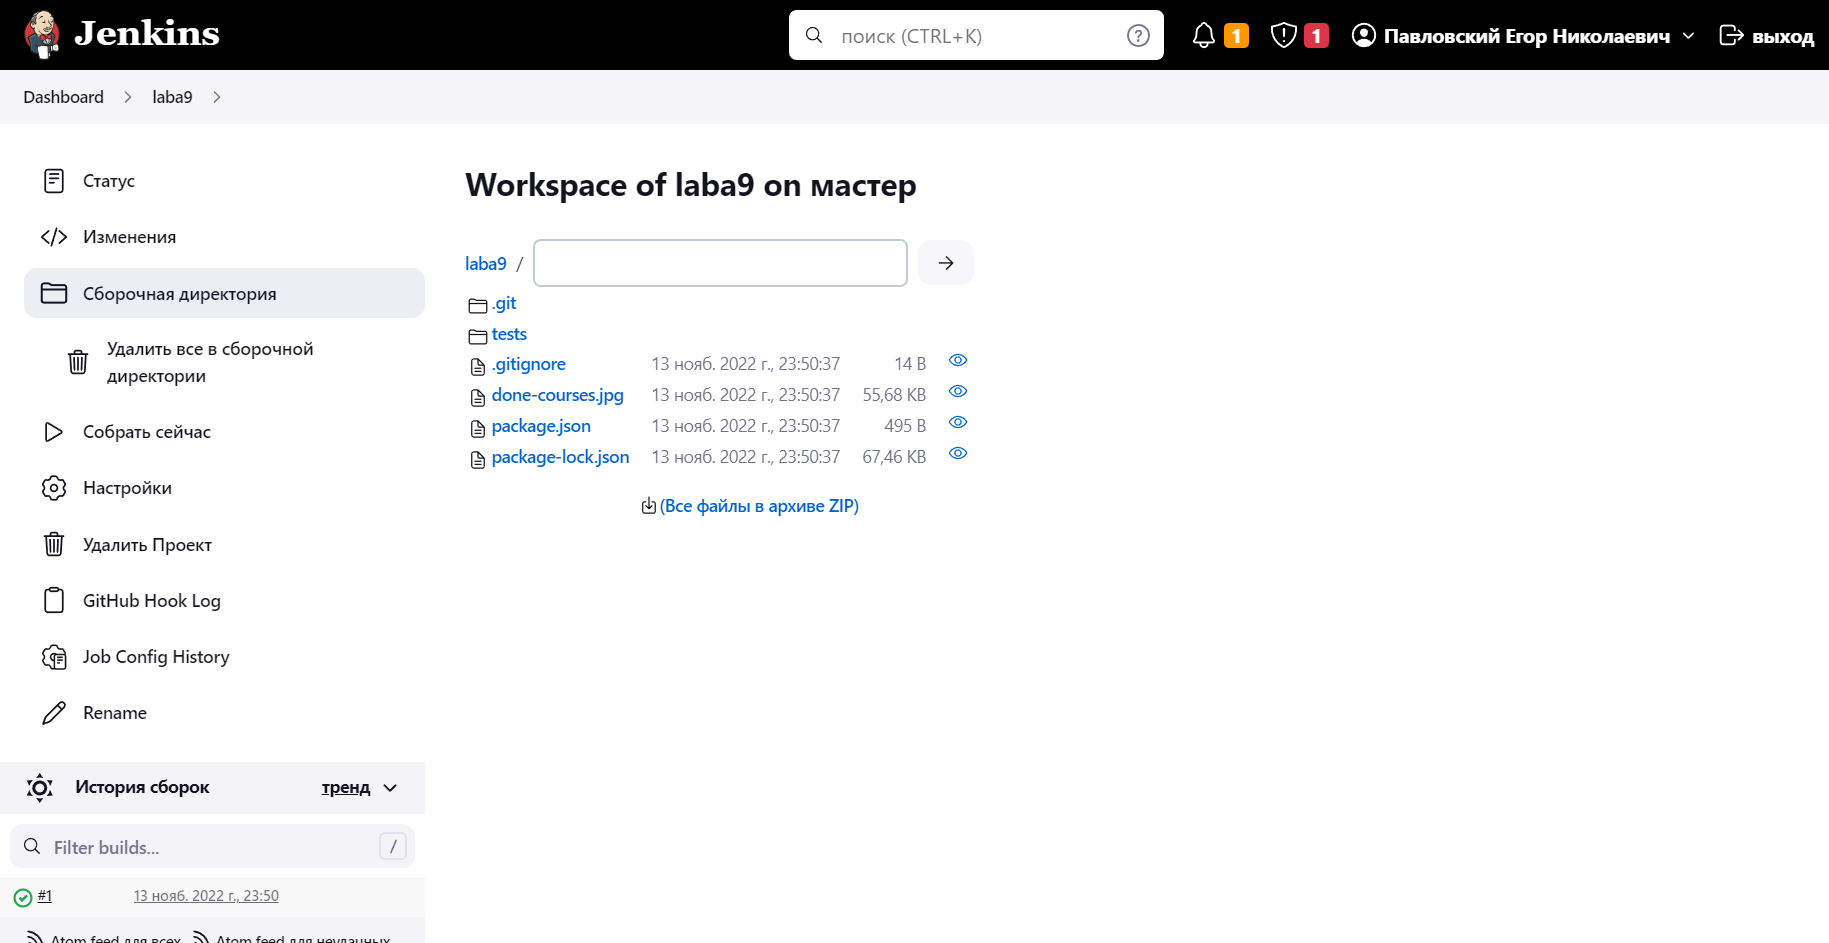 Jenkins
поиск (CTRL+K)
1
1
Павловский Егор Николаевич
выход
Dashboard
laba9
Статус
Изменения
Сборочная директория
Удалить все в сборочной
директории
Собрать сейчас
Настройки
Удалить Проект
GitHub Hook Log
Job Config History
Rename
История сборок тренд
Filter builds... /
#1 13 нояб. 2022 г., 23:50
Atom feed для всех Atom feed для неудачных
Workspace of laba9 on мастер
laba9 /
.git
tests
.gitignore 13 нояб. 2022 г., 23:50:37 14 B
done-courses.jpg 13 нояб. 2022 г., 23:50:37 55,68 KB
package.json 13 нояб. 2022 г., 23:50:37 495 B
package-lock.json 13 нояб. 2022 г., 23:50:37 67,46 KB
(Все файлы в архиве ZIP)